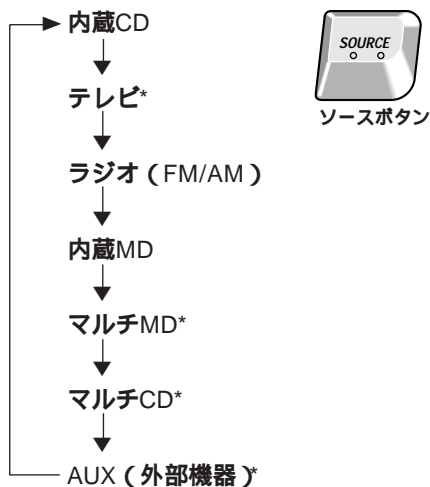 内蔵CD
SOURCE
ソースボタン
テレビ*
ラジオ（FM/AM）
内蔵MD
マルチMD*
マルチCD*
AUX（外部機器）*